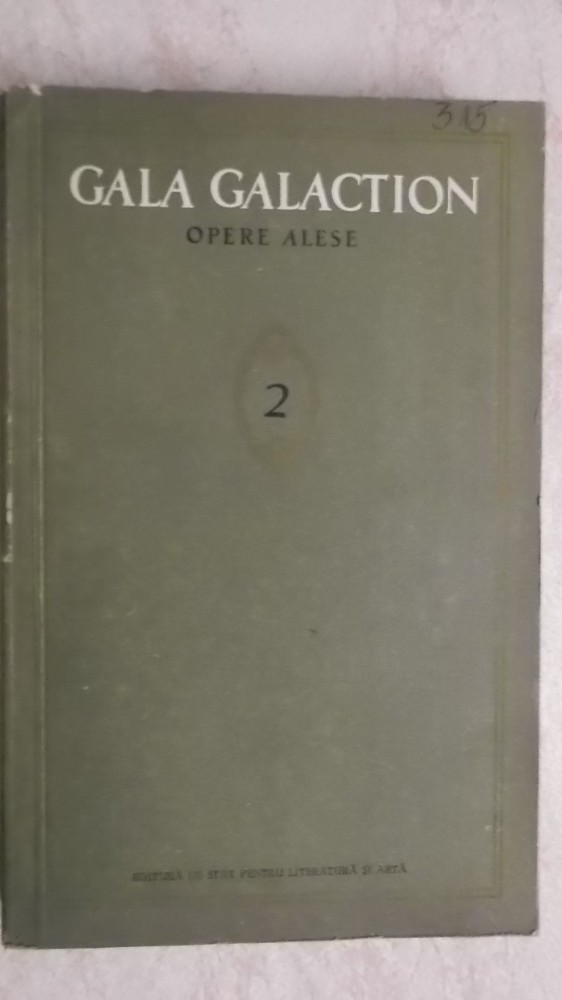 315
GALA GALACTION
OPERE ALESE
2
EDITURA DE STAT PENTRU LITERATURĂ ȘI ARTĂ